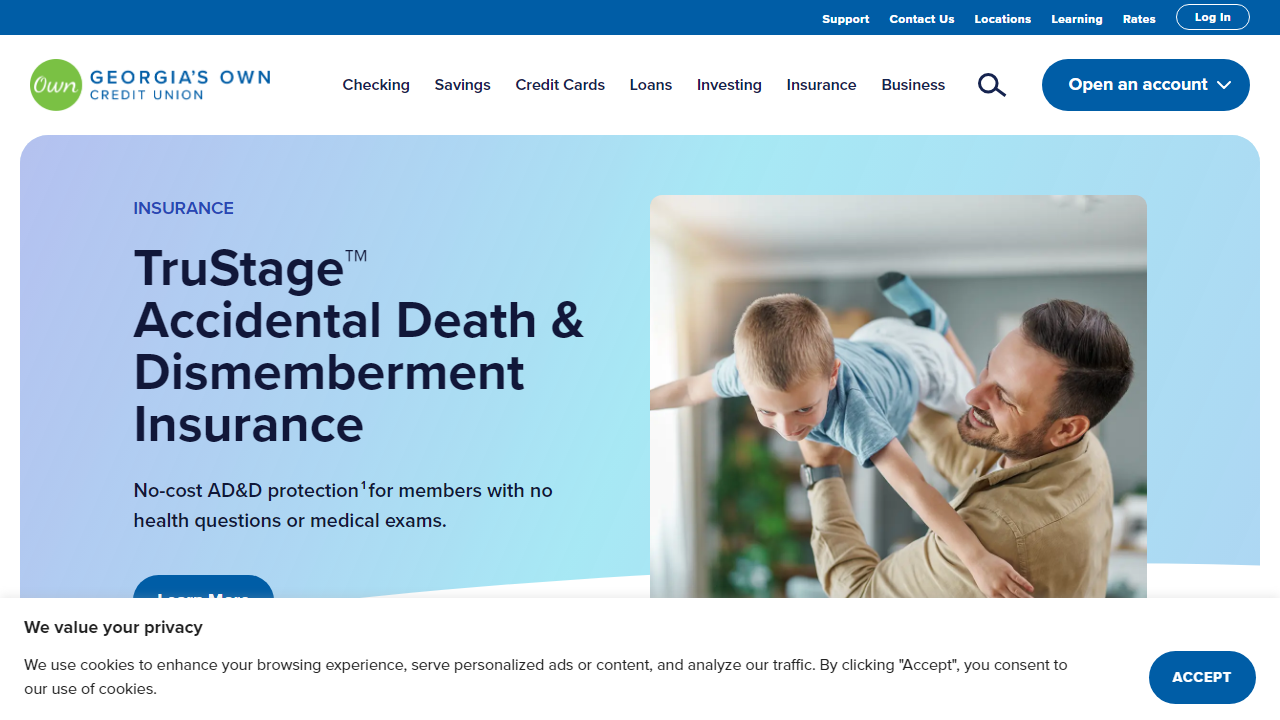 Support Contact Us Locations Learning Rates Log In
Own GEORGIA'S OWN
CREDIT UNION
Checking Savings Credit Cards Loans Investing Insurance Business
Open an account
INSURANCE
TruStage™
Accidental Death &
Dismemberment
Insurance
No-cost AD&D protection¹ for members with no
health questions or medical exams.
Learn More
We value your privacy
We use cookies to enhance your browsing experience, serve personalized ads or content, and analyze our traffic. By clicking "Accept", you consent to
our use of cookies.
ACCEPT